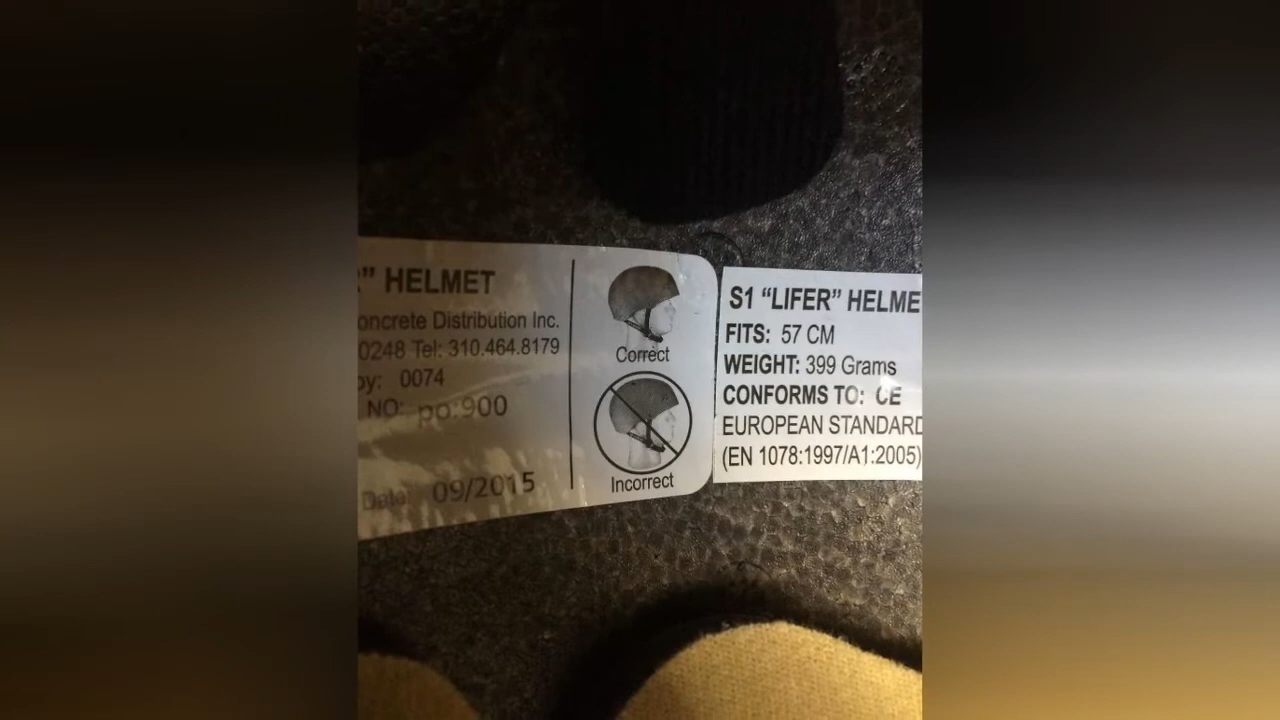 " HELMET
oncrete Distribution Inc.
0248 Tel: 310.464.8179
by: 0074
NO: po:900
Date: 09/2015
Correct
Incorrect
S1 “LIFER” HELME
FITS: 57 CM
WEIGHT: 399 Grams
CONFORMS TO: CE
EUROPEAN STANDARD
(EN 1078:1997/A1:2005)